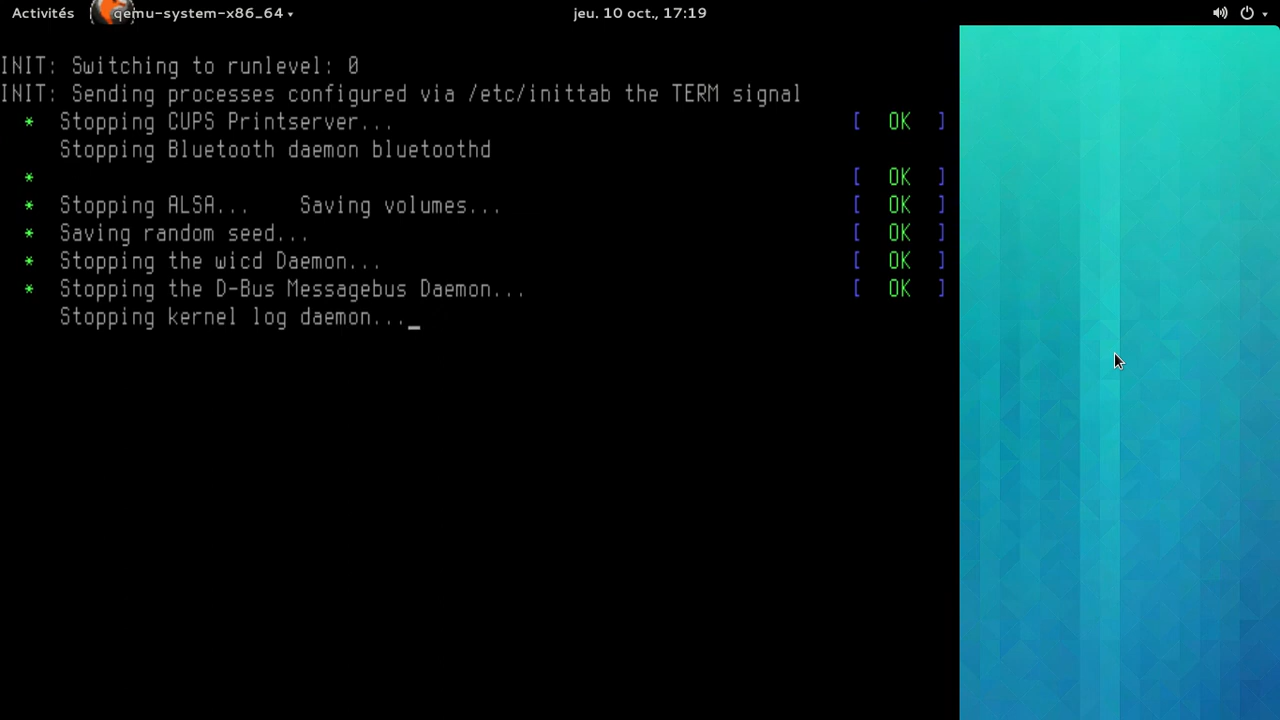 Activités qemu-system-x86_64 jeu. 10 oct., 17:19
INIT: Switching to runlevel: 0
INIT: Sending processes configured via /etc/inittab the TERM signal
* Stopping CUPS Printserver... [ OK ]
Stopping Bluetooth daemon bluetoothd
* [ OK ]
* Stopping ALSA... Saving volumes... [ OK ]
* Saving random seed... [ OK ]
* Stopping the wicd Daemon... [ OK ]
* Stopping the D-Bus Messagebus Daemon... [ OK ]
Stopping kernel log daemon..._